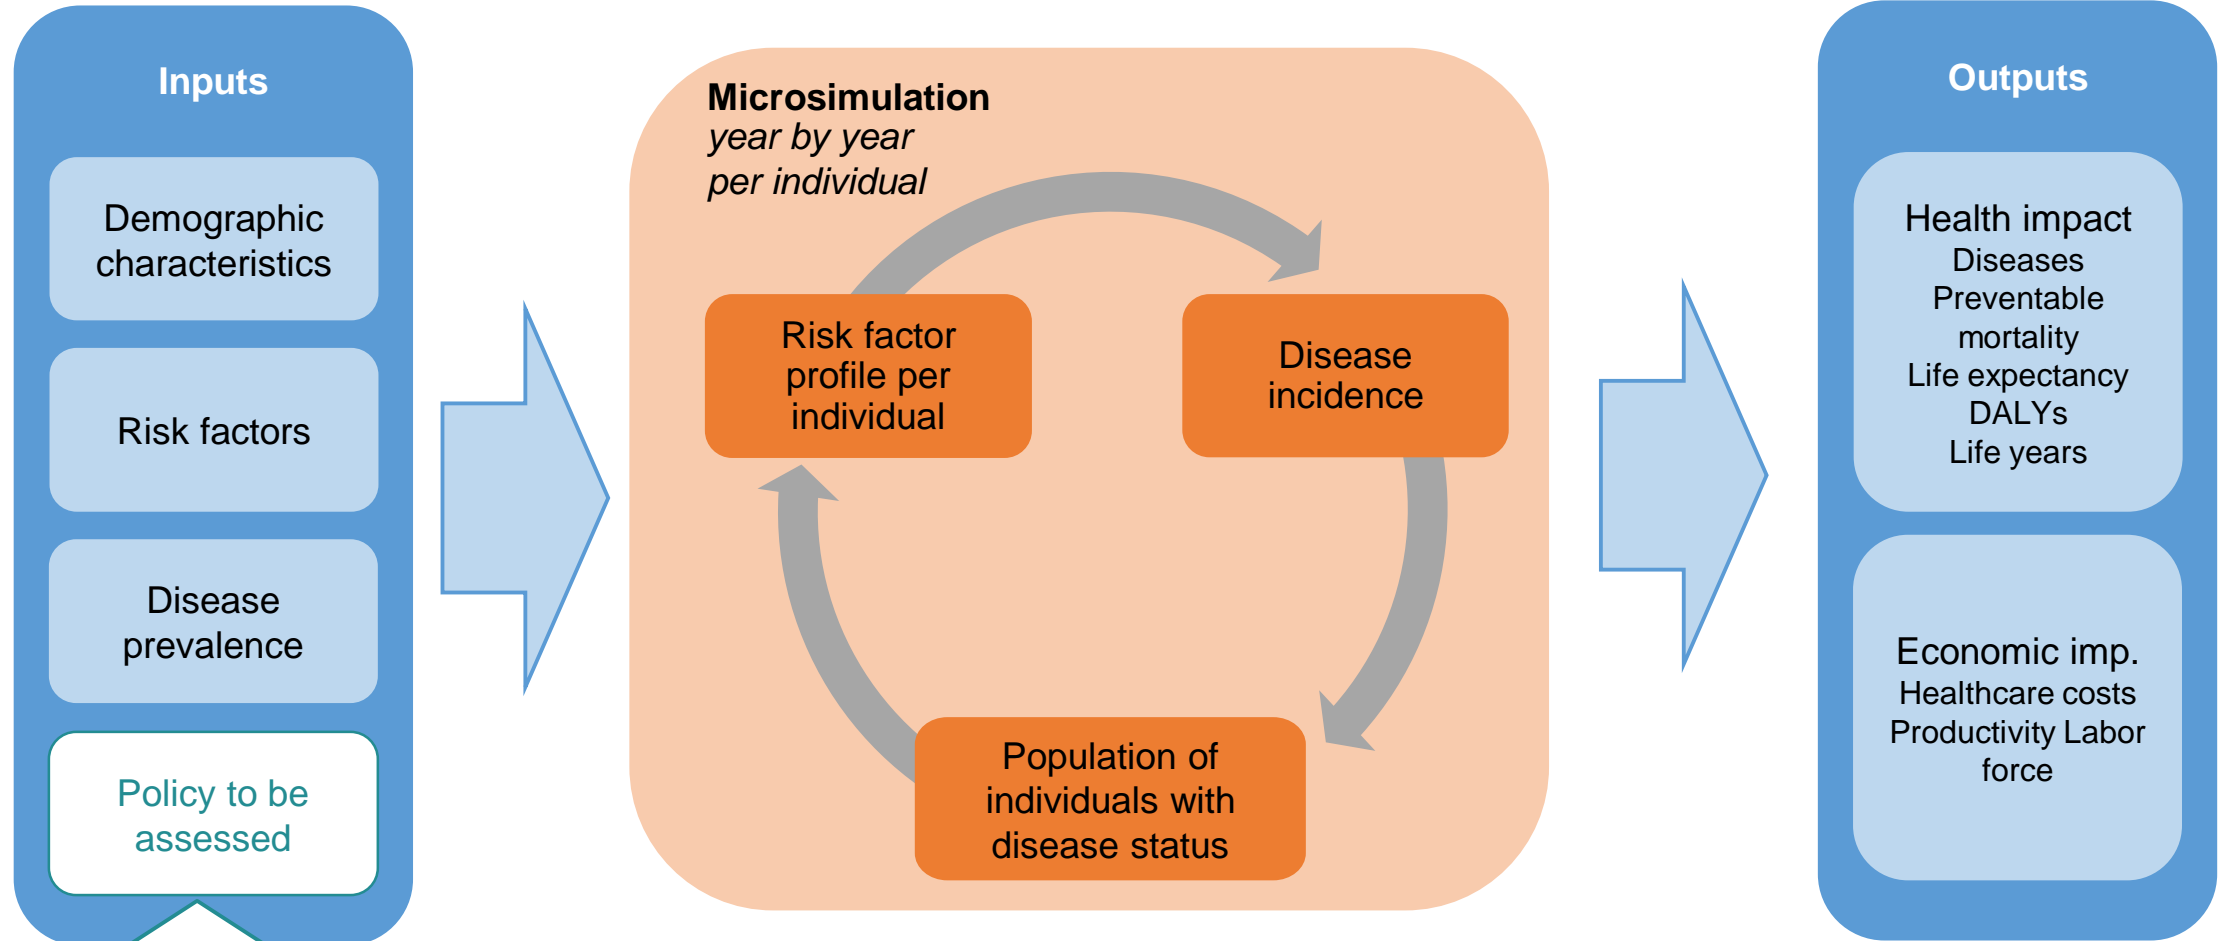 Inputs
Demographic
characteristics
Risk factors
Disease
prevalence
Policy to be
assessed
Microsimulation
year by year
per individual
Risk factor
profile per
individual
Disease
incidence
Population of
individuals with
disease status
Outputs
Health impact
Diseases
Preventable
mortality
Life expectancy
DALYs
Life years
Economic imp.
Healthcare costs
Productivity Labor
force